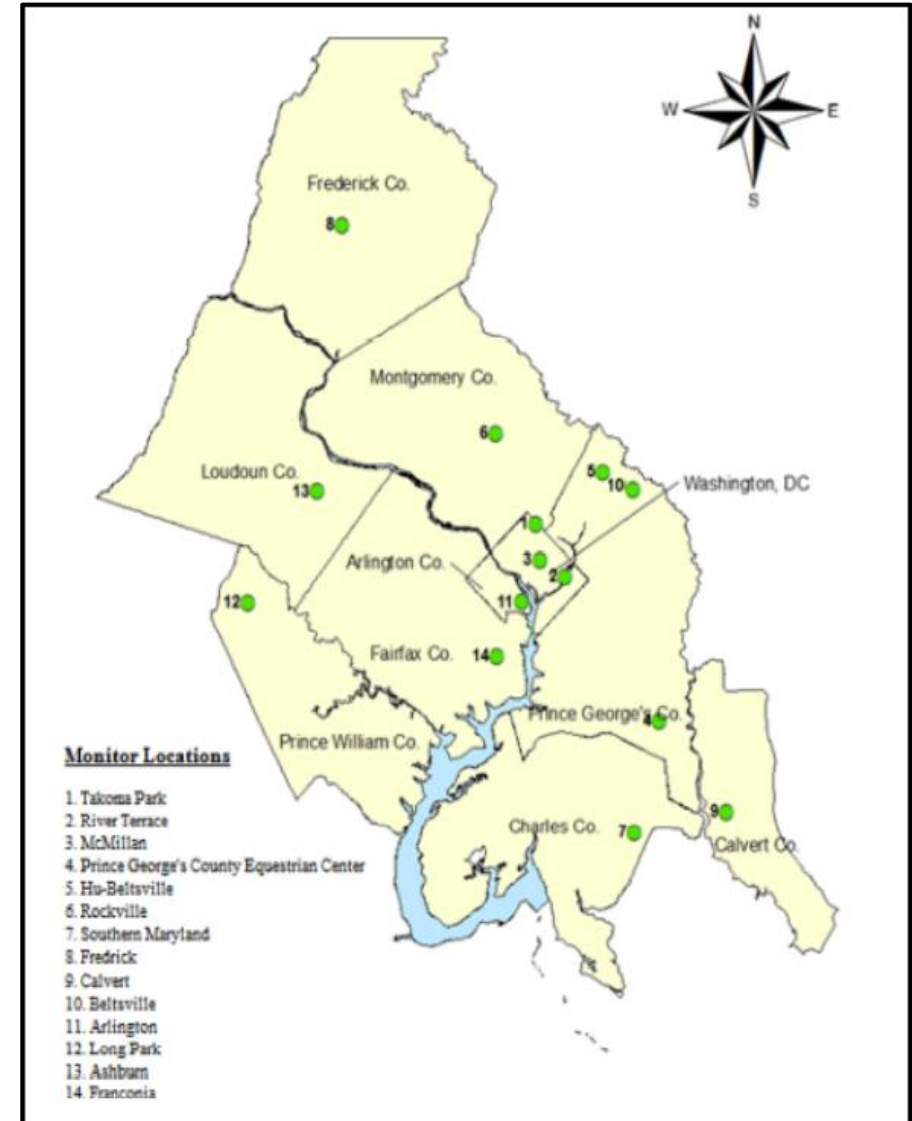 N
W E
S
Frederick Co.
8
Montgomery Co.
6
Loudoun Co.
13
5
10
Washington, DC
1
3
Arlington Co.
2
12
11
Fairfax Co. 14
Prince George's Co.
4
Prince William Co.
Monitor Locations
1. Takoma Park
2. River Terrace
3. McMillan
4. Prince George's County Equestrian Center
5. Hu-Beltsville
6. Rockville
7. Southern Maryland
8. Fredrick
9. Calvert
10. Beltsville
11. Arlington
12. Long Park
13. Ashburn
14. Franconia
9
Charles Co. 7
Calvert Co.